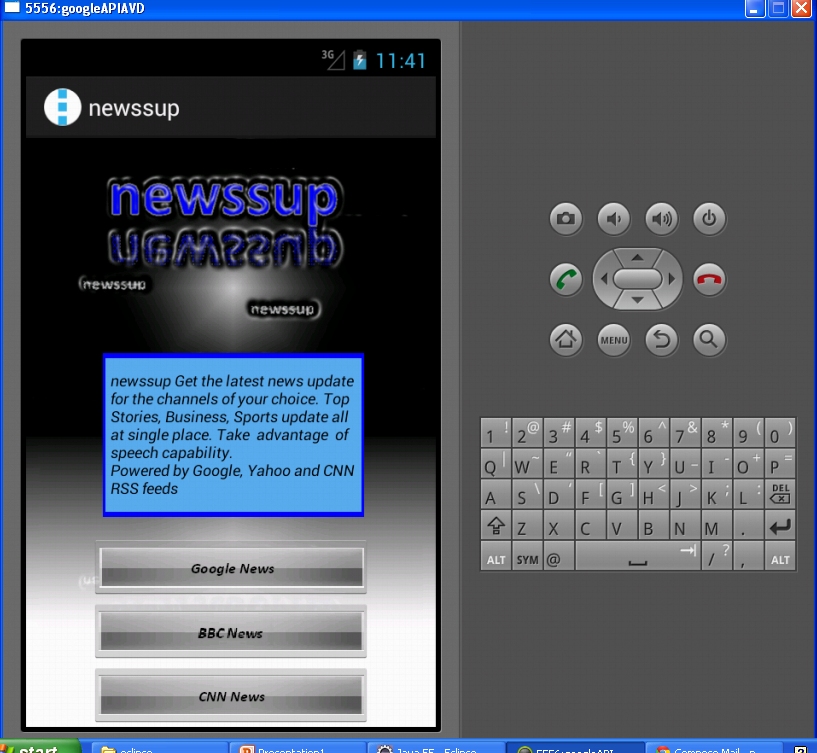 5556:googleAPIAVD
3G 11:41
newssup
newssup
newssup
(newssup
newssup)
newssup Get the latest news update
for the channels of your choice. Top
Stories, Business, Sports update all
at single place. Take advantage of
speech capability.
Powered by Google, Yahoo and CNN
RSS feeds
Google News
BBC News
CNN News
MENU
1 ! 2 @ 3 # 4 $ 5 % 6 ^ 7 & 8 * 9 ( 0 )
Q | W ~ E " R ` T { Y } U _ I - O + P =
A S \ D ' F [ G ] H < J > K ; L : DEL
Z X C V B N M .
ALT SYM @ / ? , ALT
start eclipse Presentation1 Java EE - Eclipse 5556:googleAPI... Compose Mail - p... ?